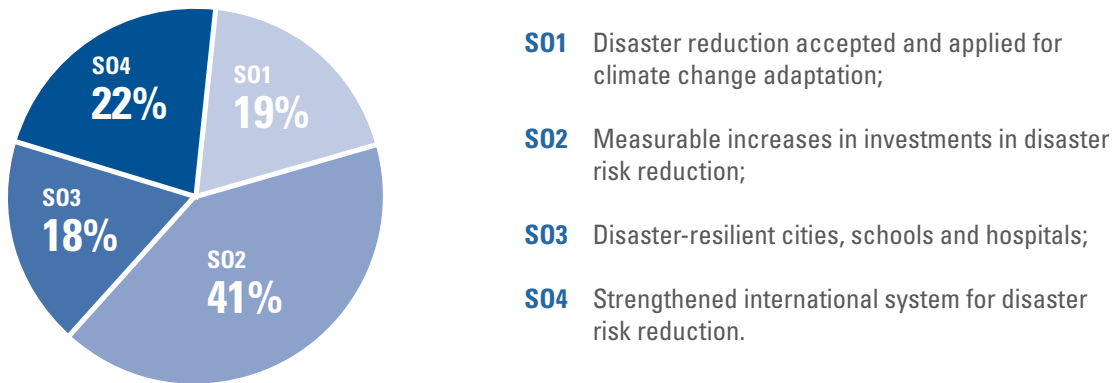 SO4
22%
SO1
19%
SO3
18%
SO2
41%
SO1 Disaster reduction accepted and applied for
climate change adaptation;
SO2 Measurable increases in investments in disaster
risk reduction;
SO3 Disaster-resilient cities, schools and hospitals;
SO4 Strengthened international system for disaster
risk reduction.